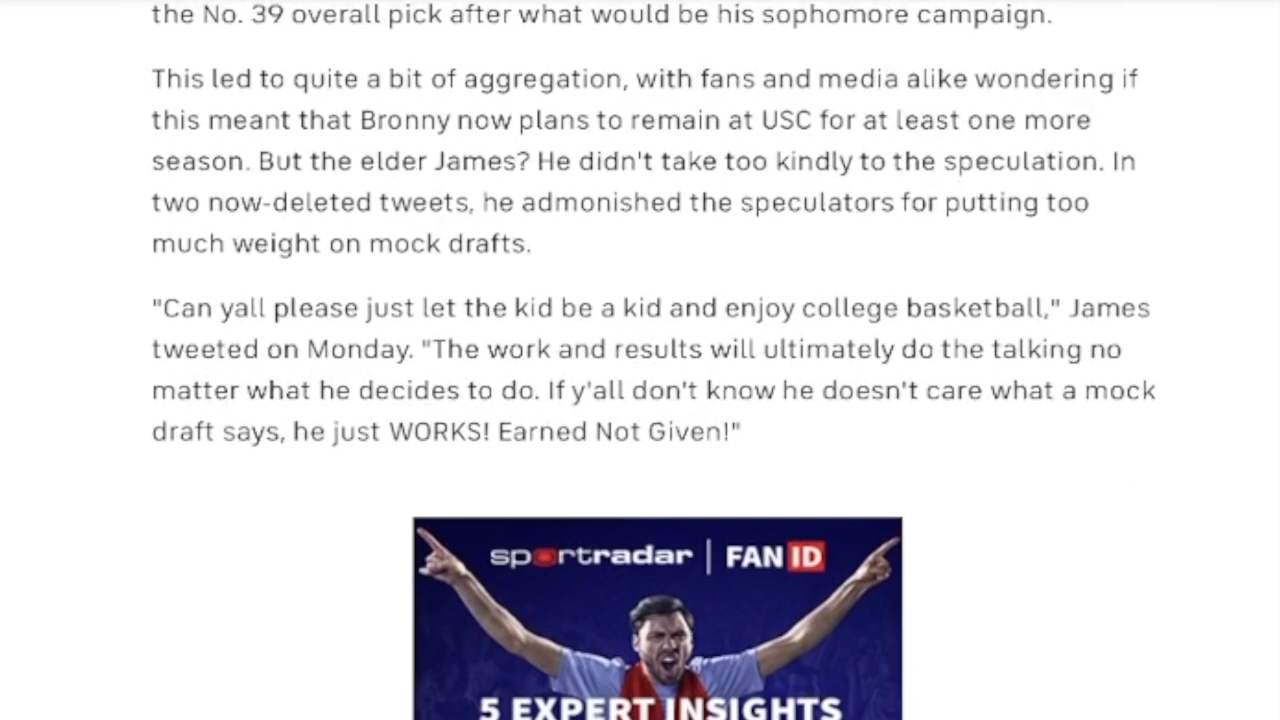 the No. 39 overall pick after what would be his sophomore campaign.
This led to quite a bit of aggregation, with fans and media alike wondering if
this meant that Bronny now plans to remain at USC for at least one more
season. But the elder James? He didn't take too kindly to the speculation. In
two now-deleted tweets, he admonished the speculators for putting too
much weight on mock drafts.
"Can yall please just let the kid be a kid and enjoy college basketball," James
tweeted on Monday. "The work and results will ultimately do the talking no
matter what he decides to do. If y'all don't know he doesn't care what a mock
draft says, he just WORKS! Earned Not Given!"
sportradar | FAN ID
5 EXPERT INSIGHTS